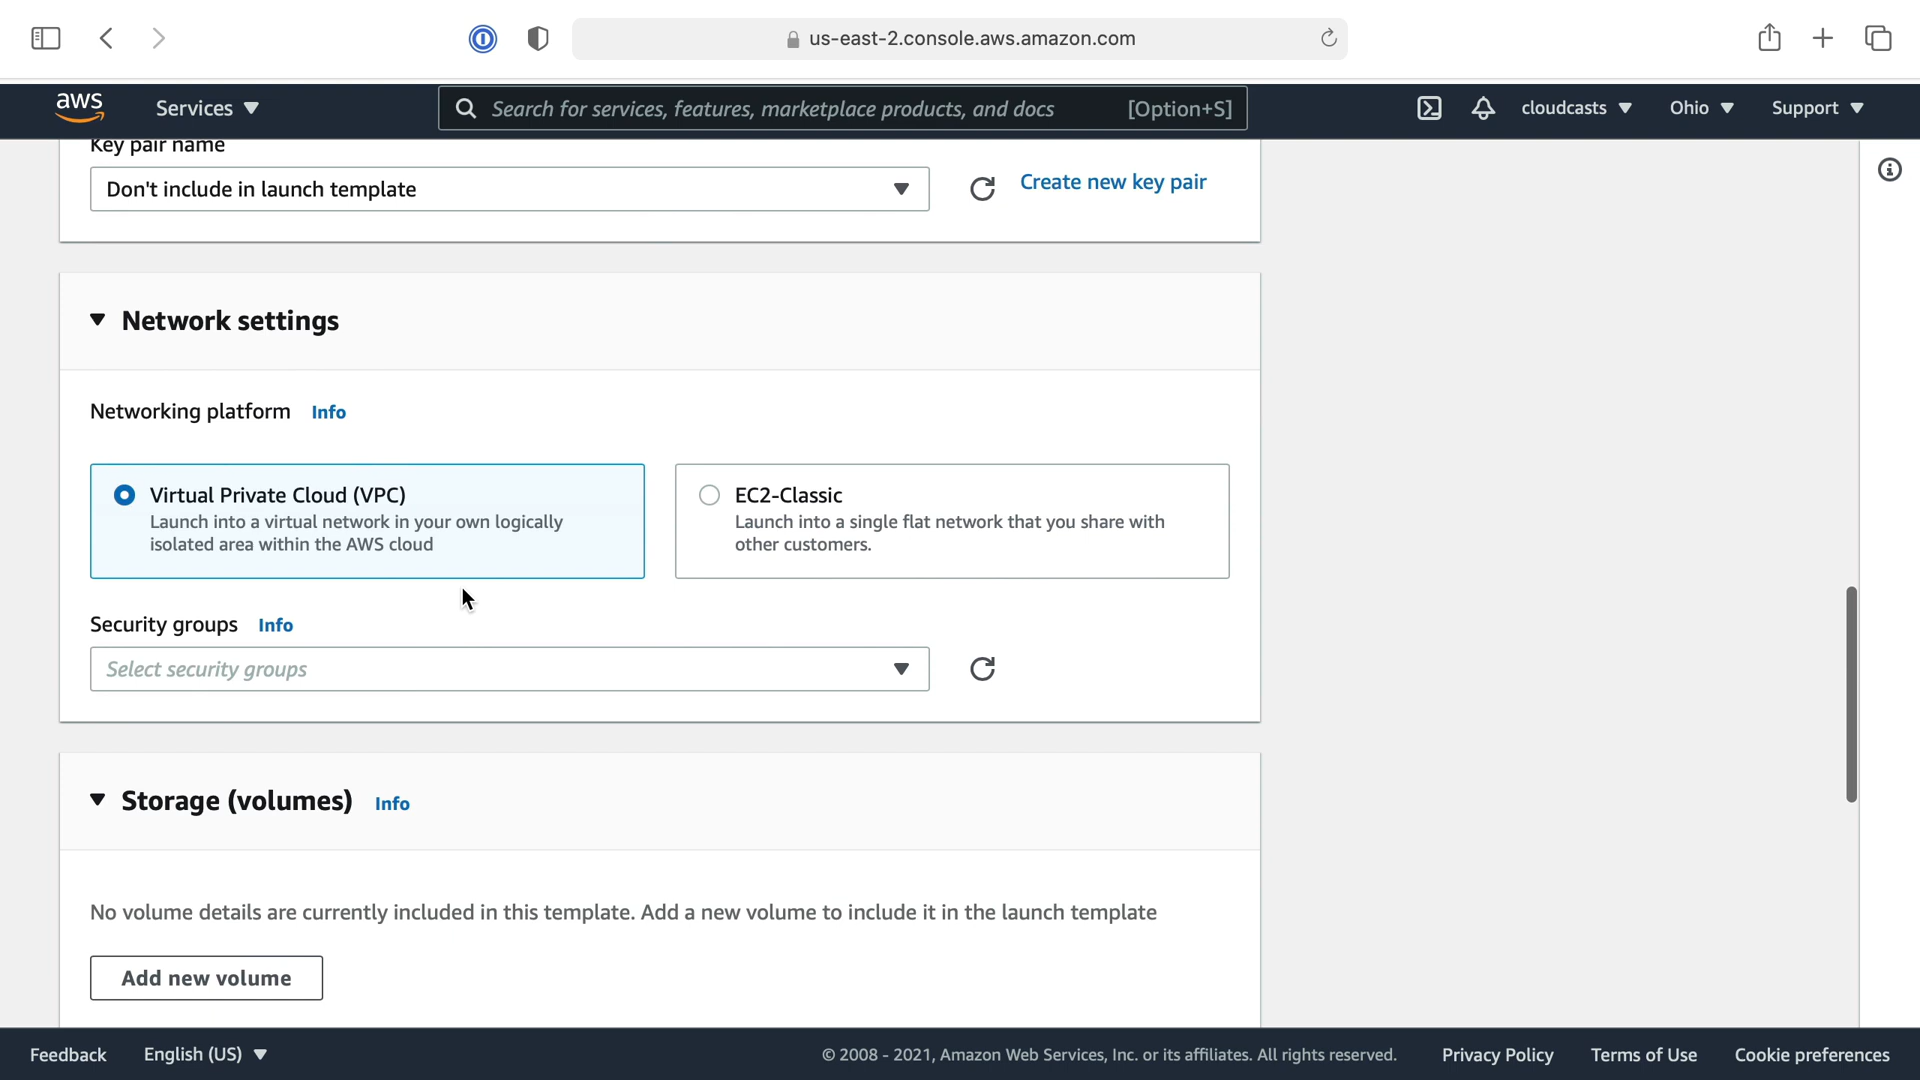 us-east-2.console.aws.amazon.com
aws Services Search for services, features, marketplace products, and docs [Option+S] cloudcasts Ohio Support
Key pair name
Don't include in launch template Create new key pair
Network settings
Networking platform Info
Virtual Private Cloud (VPC)
Launch into a virtual network in your own logically
isolated area within the AWS cloud
EC2-Classic
Launch into a single flat network that you share with
other customers.
Security groups Info
Select security groups
Storage (volumes) Info
No volume details are currently included in this template. Add a new volume to include it in the launch template
Add new volume
Feedback English (US) © 2008 - 2021, Amazon Web Services, Inc. or its affiliates. All rights reserved. Privacy Policy Terms of Use Cookie preferences